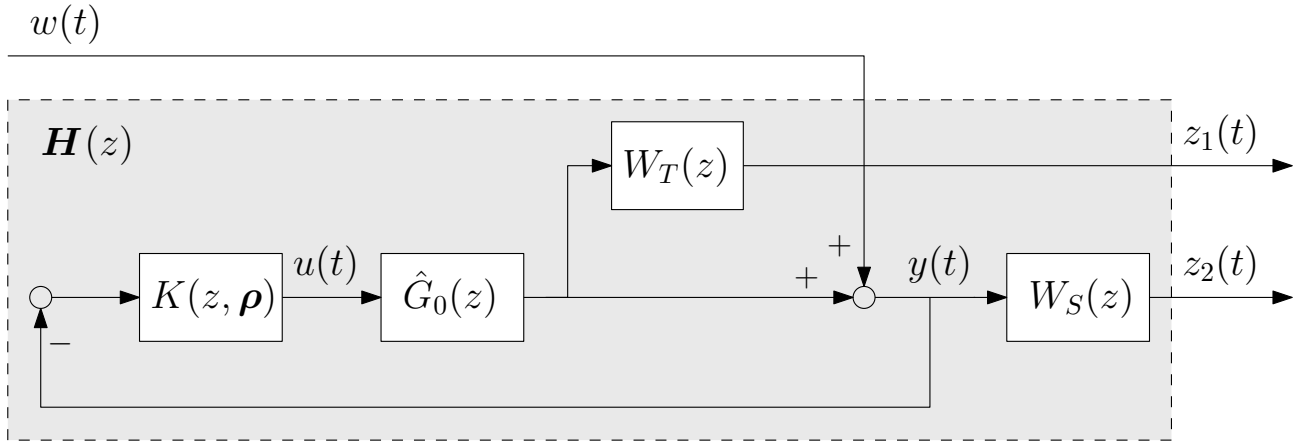 w(t)
H(z)
W_T(z)
z_1(t)
K(z, ρ)
u(t)
Ĝ_0(z)
+
+
y(t)
W_S(z)
z_2(t)
−